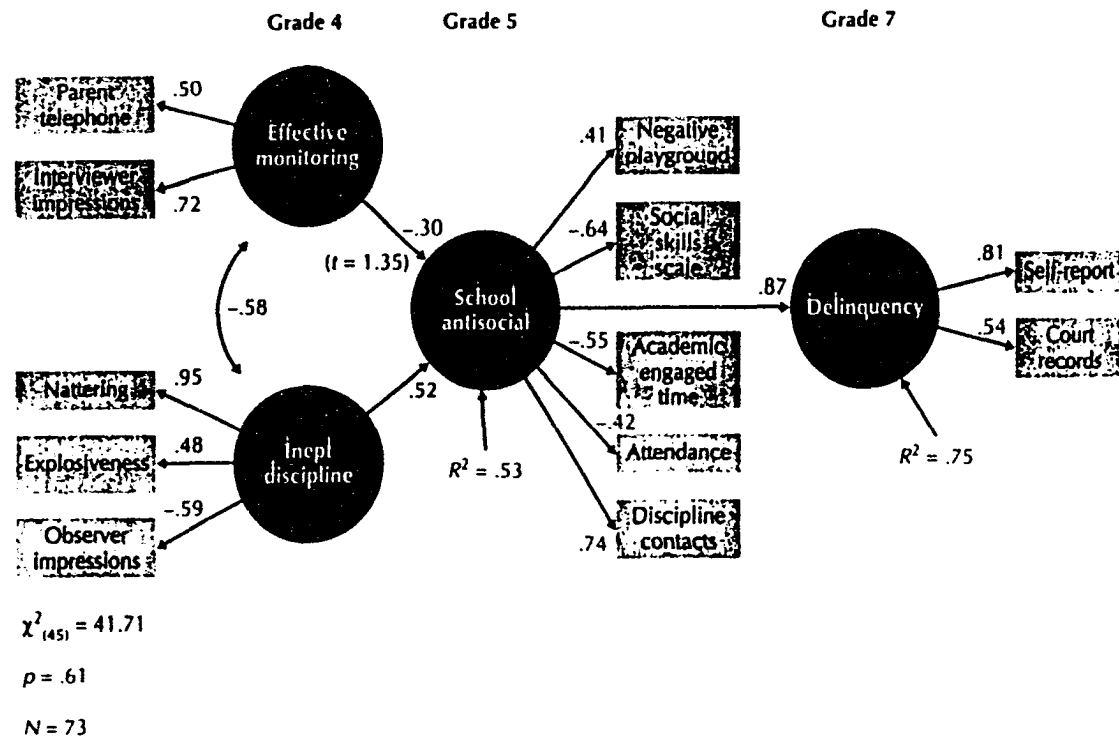 Grade 4
Grade 5
Grade 7
Parent
telephone
.50
Interviewer
impressions
.72
Effective
monitoring
-.30
(t = 1.35)
-.58
Nattering
.95
Explosiveness
.48
Observer
impressions
-.59
Inept
discipline
.52
School
antisocial
R² = .53
.41
Negative
playground
-.64
Social
skills
scale
-.55
Academic
engaged
time
-.42
Attendance
.74
Discipline
contacts
.87
Delinquency
R² = .75
.81
Self-report
.54
Court
records
χ²(45) = 41.71
p = .61
N = 73